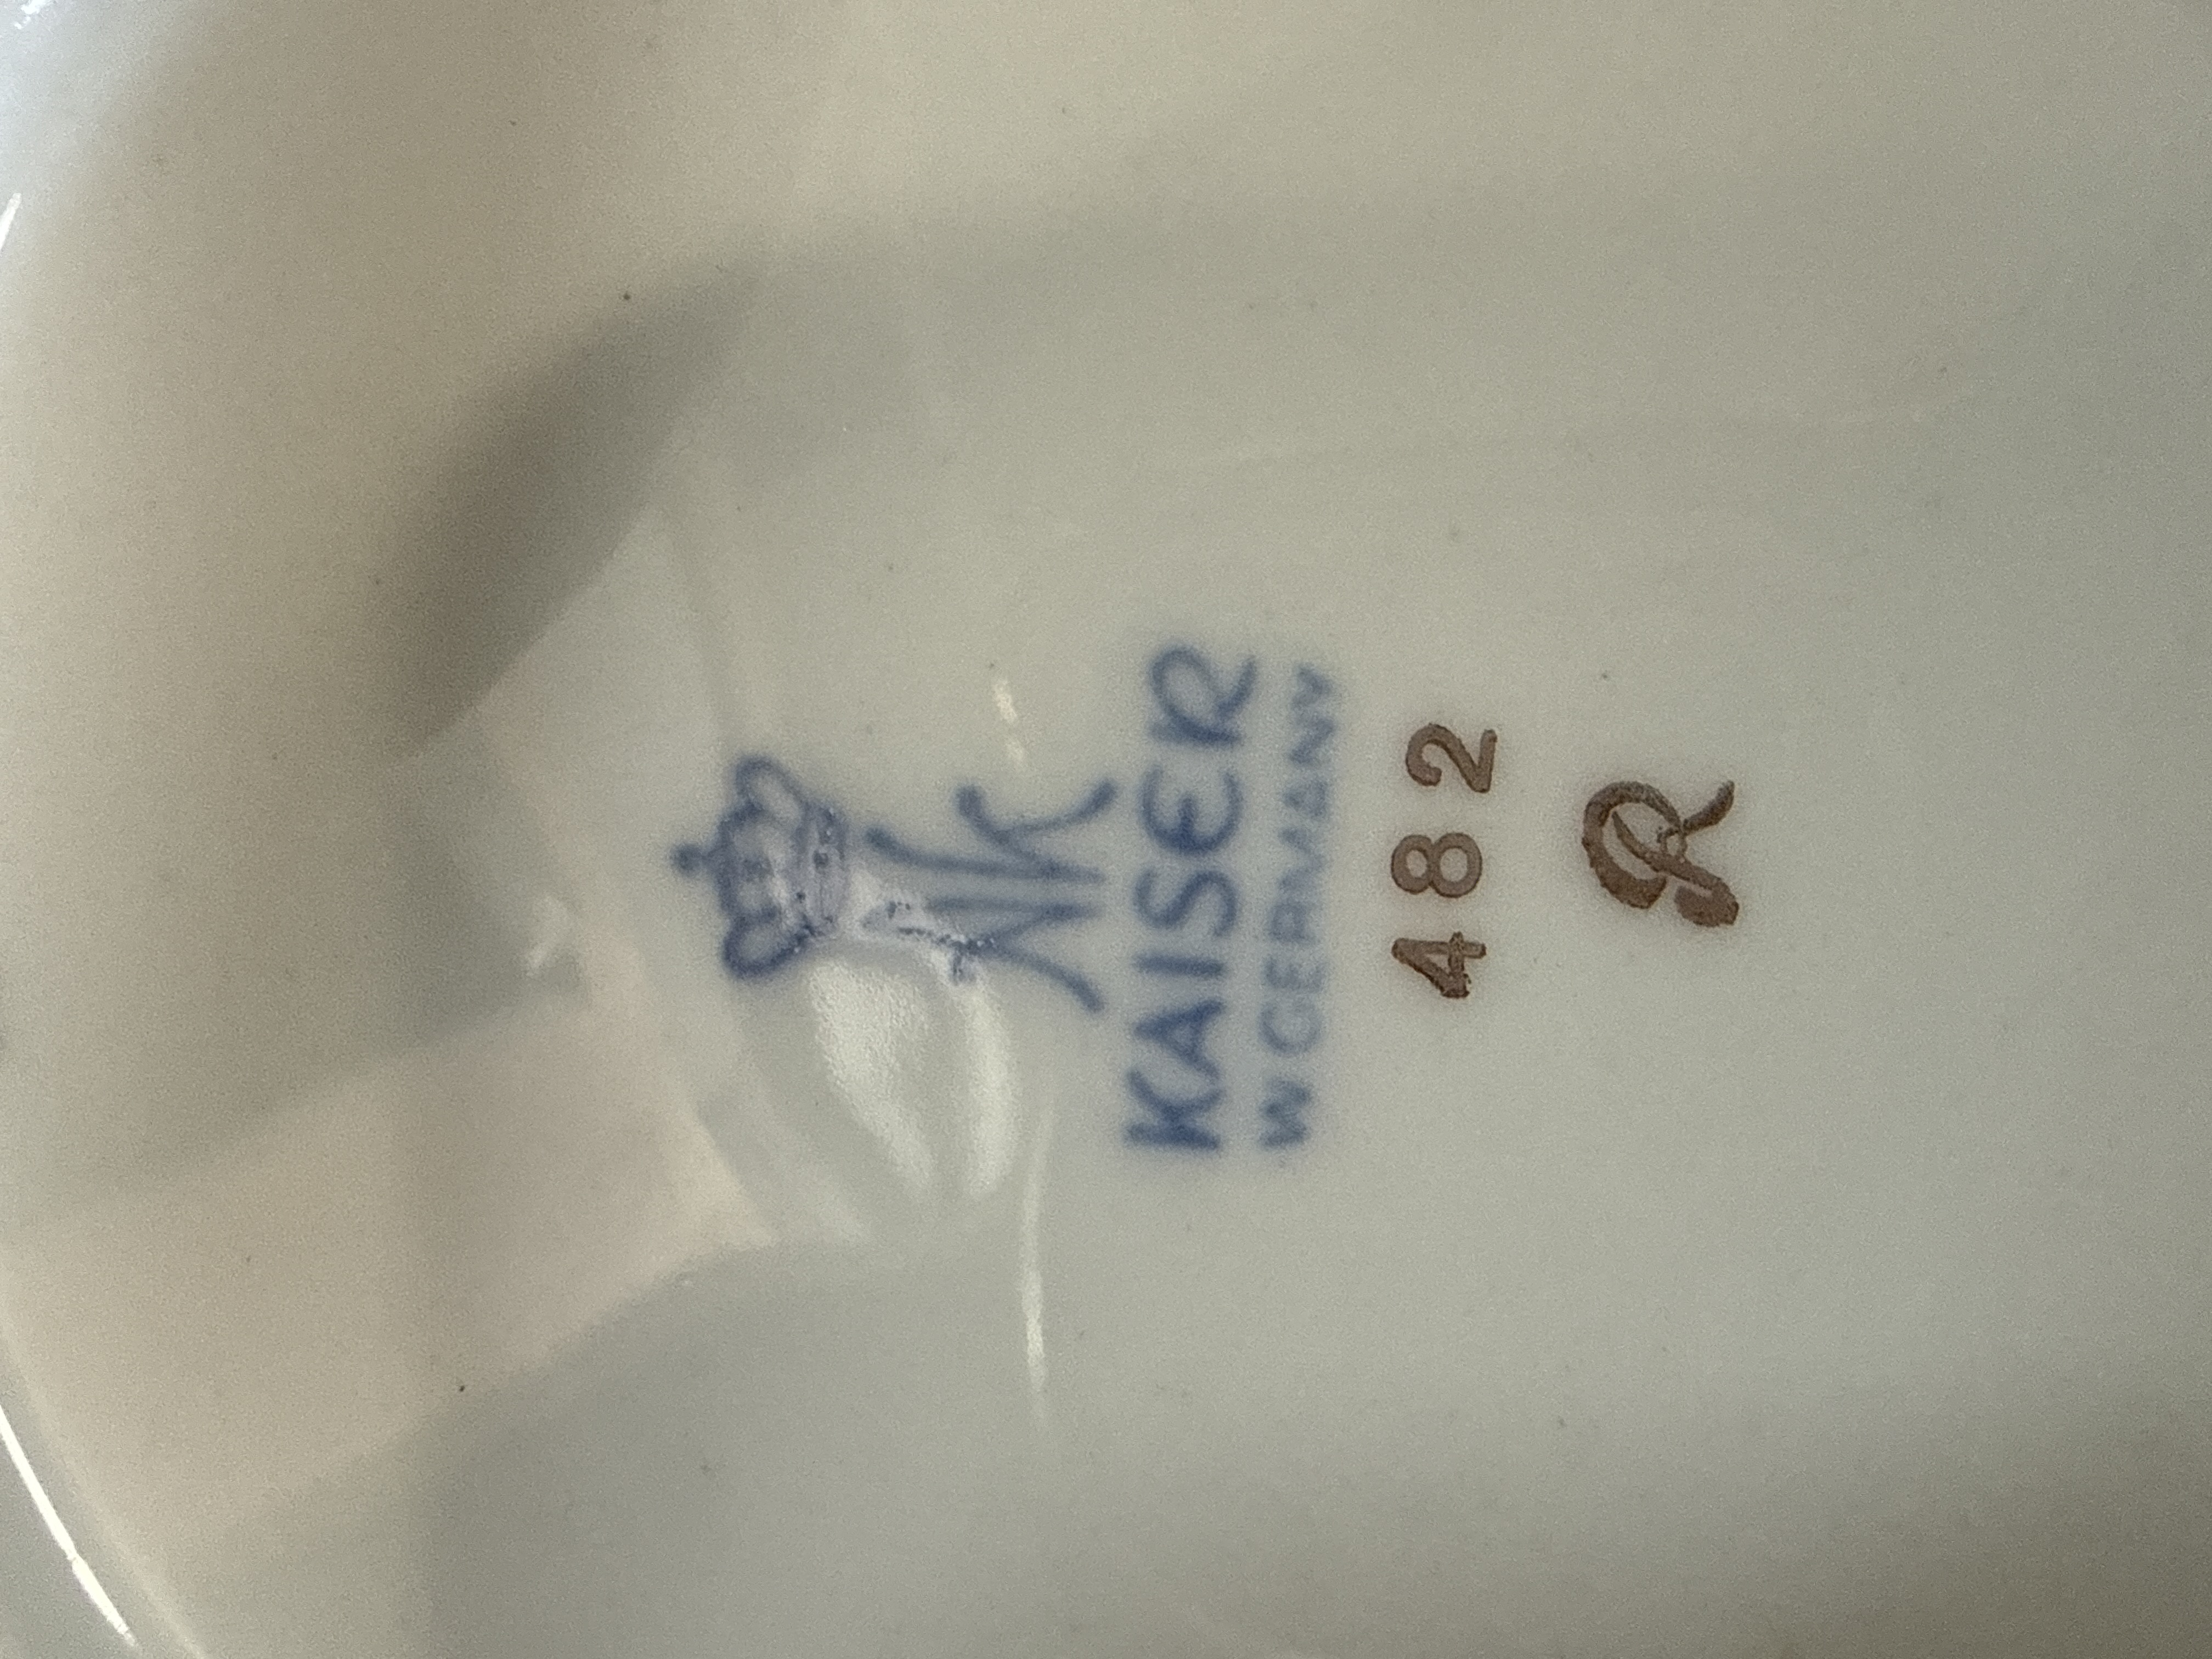 AK
KAISER
W. GERMANY
482
R